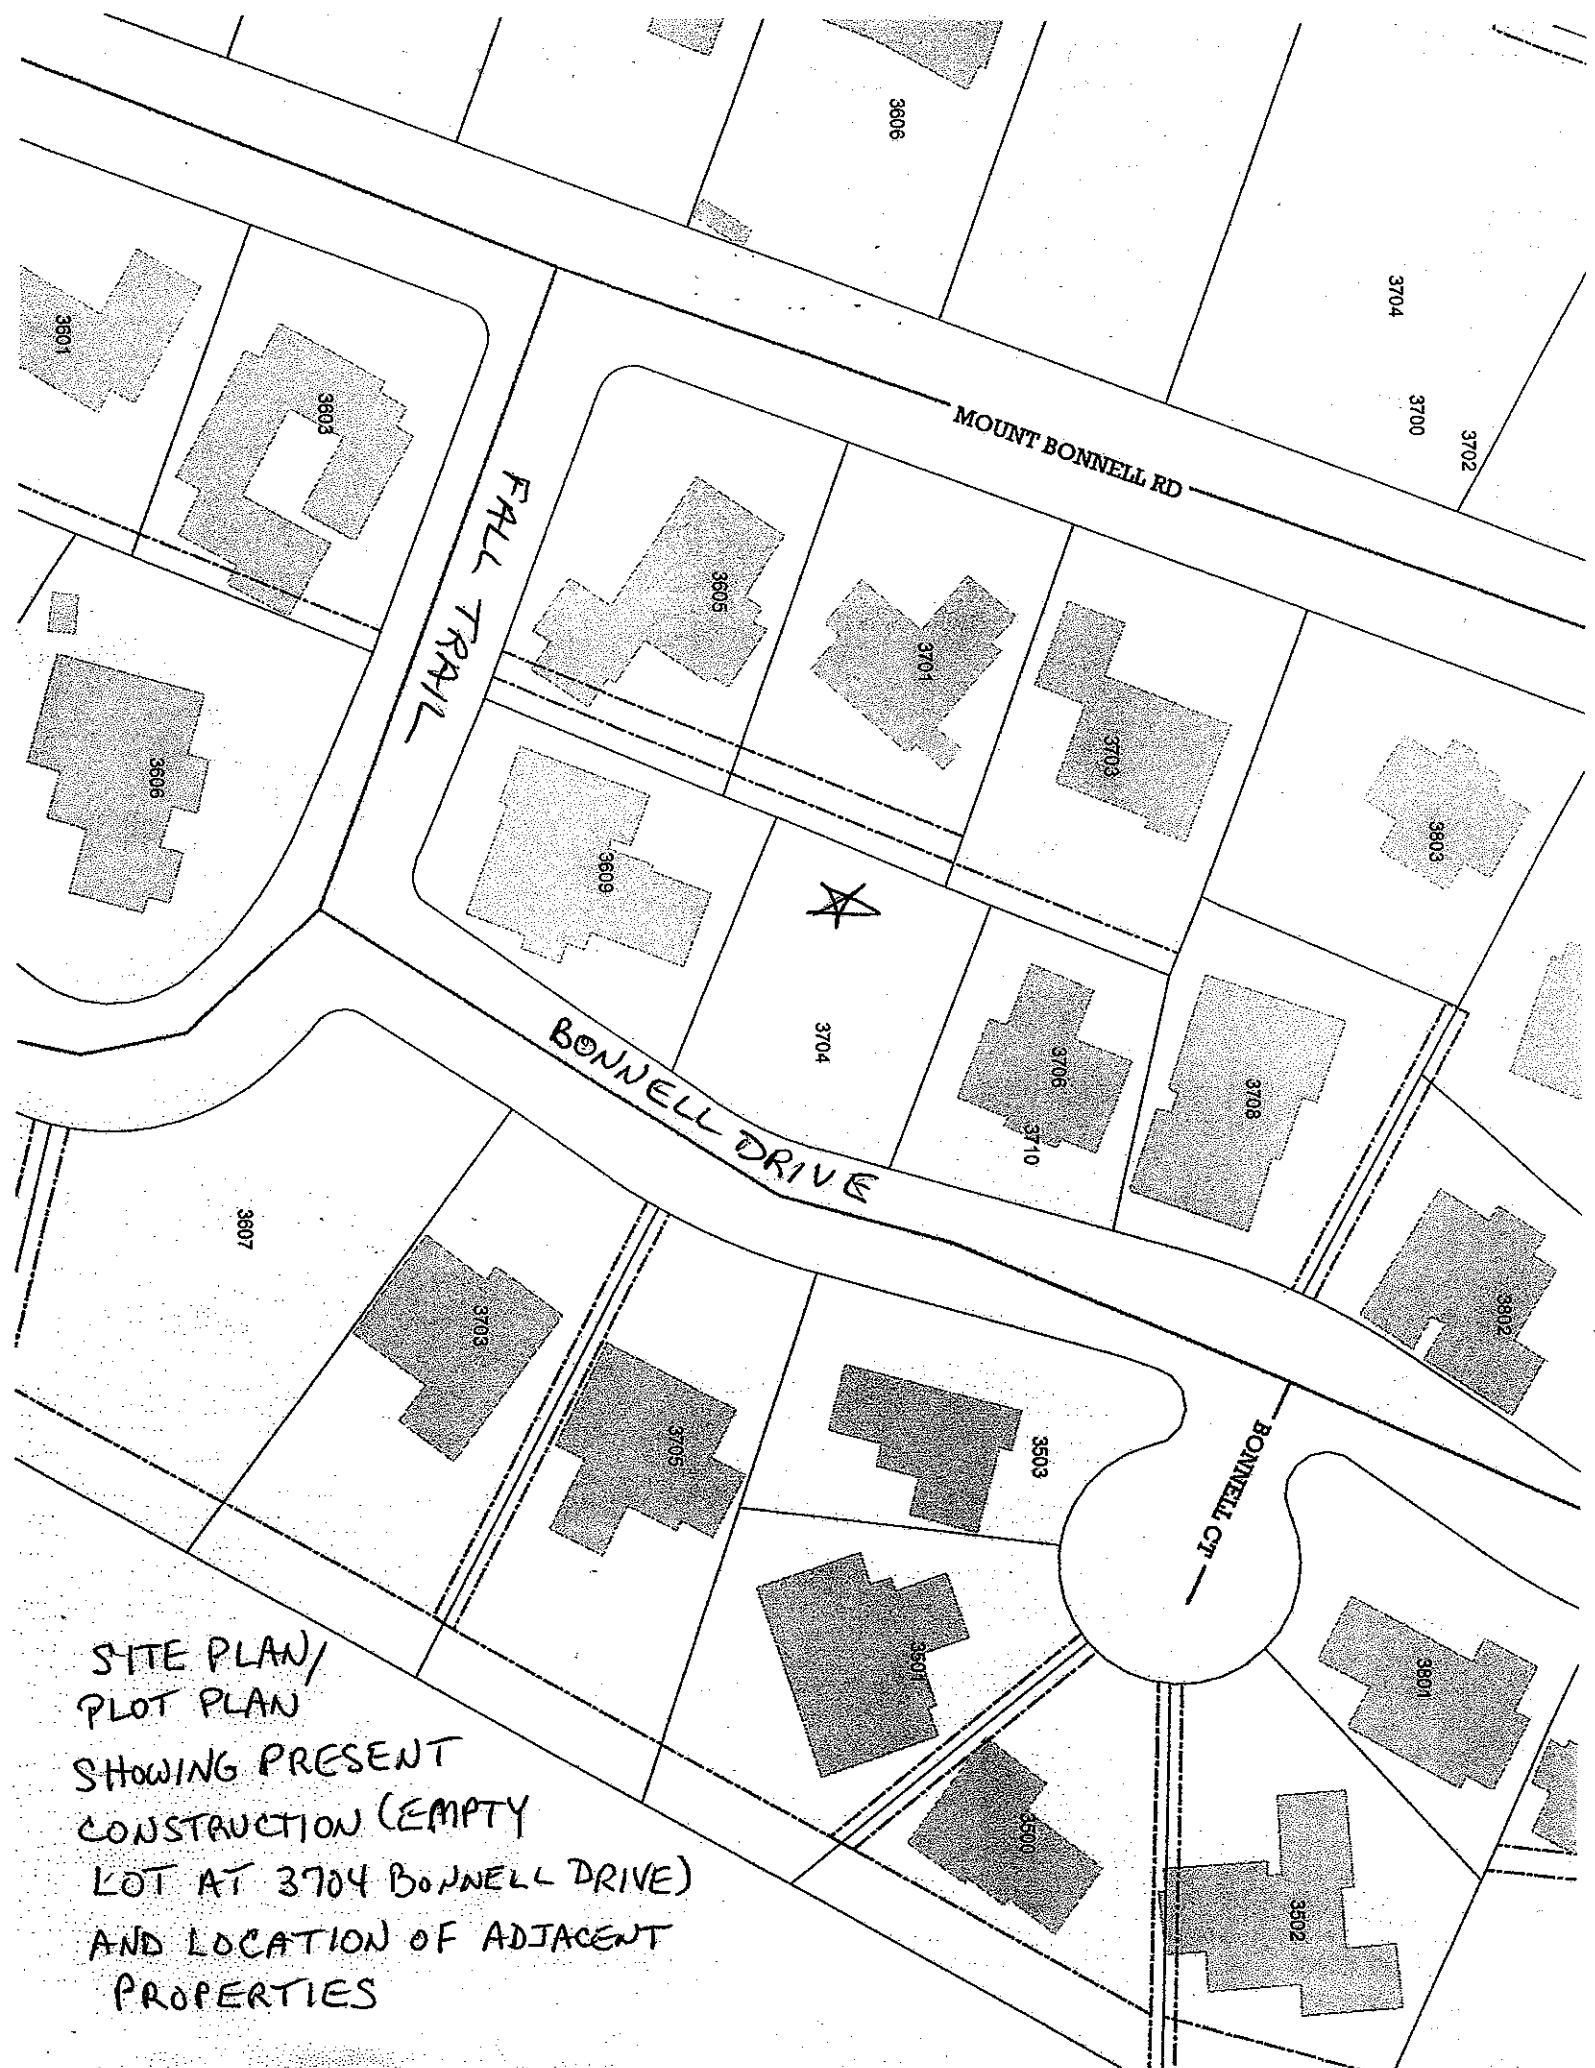 3606
3704
3700
3702
MOUNT BONNELL RD
3601
3603
FALL TRAIL
3605
3701
3703
3803
3606
3609
3704
3706
3710
3708
BONNELL DRIVE
3607
3703
3705
3503
3802
BONNELL CT
3501
3500
3801
3502
SITE PLAN/
PLOT PLAN
SHOWING PRESENT
CONSTRUCTION (EMPTY
LOT AT 3704 BONNELL DRIVE)
AND LOCATION OF ADJACENT
PROPERTIES